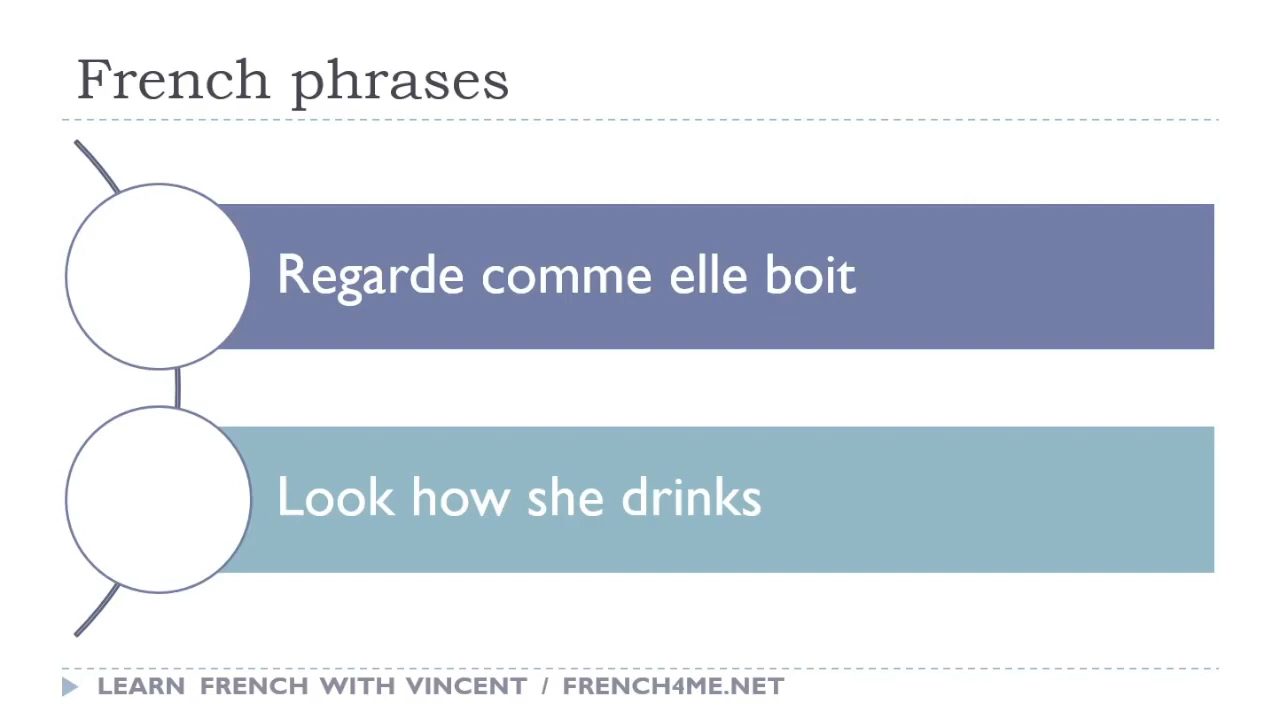 French phrases
Regarde comme elle boit
Look how she drinks
LEARN FRENCH WITH VINCENT / FRENCH4ME.NET